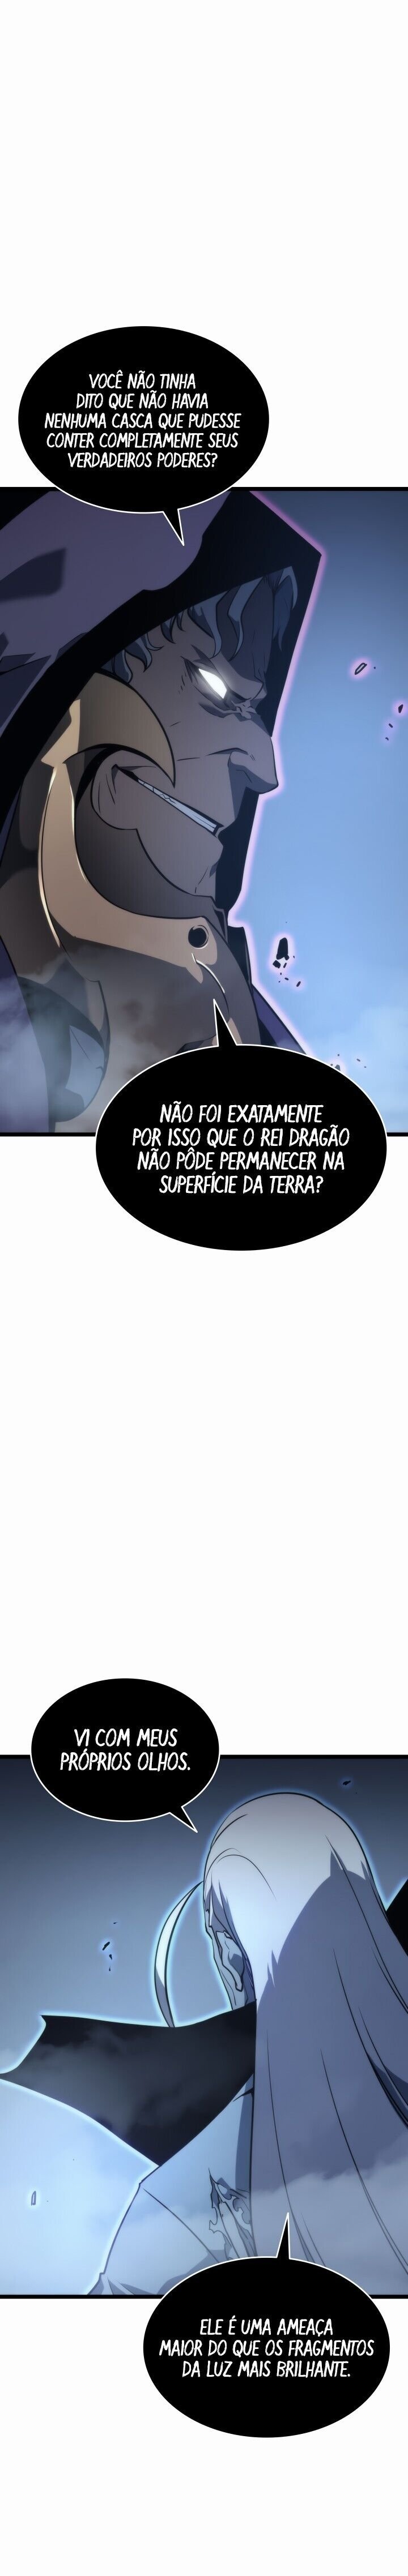 VOCÊ NÃO TINHA
DITO QUE NÃO HAVIA
NENHUMA CASCA QUE PUDESSE
CONTER COMPLETAMENTE SEUS
VERDADEIROS PODERES?
NÃO FOI EXATAMENTE
POR ISSO QUE O REI DRAGÃO
NÃO PÔDE PERMANECER NA
SUPERFÍCIE DA TERRA?
VI COM MEUS
PRÓPRIOS OLHOS.
ELE É UMA AMEAÇA
MAIOR DO QUE OS FRAGMENTOS
DA LUZ MAIS BRILHANTE.